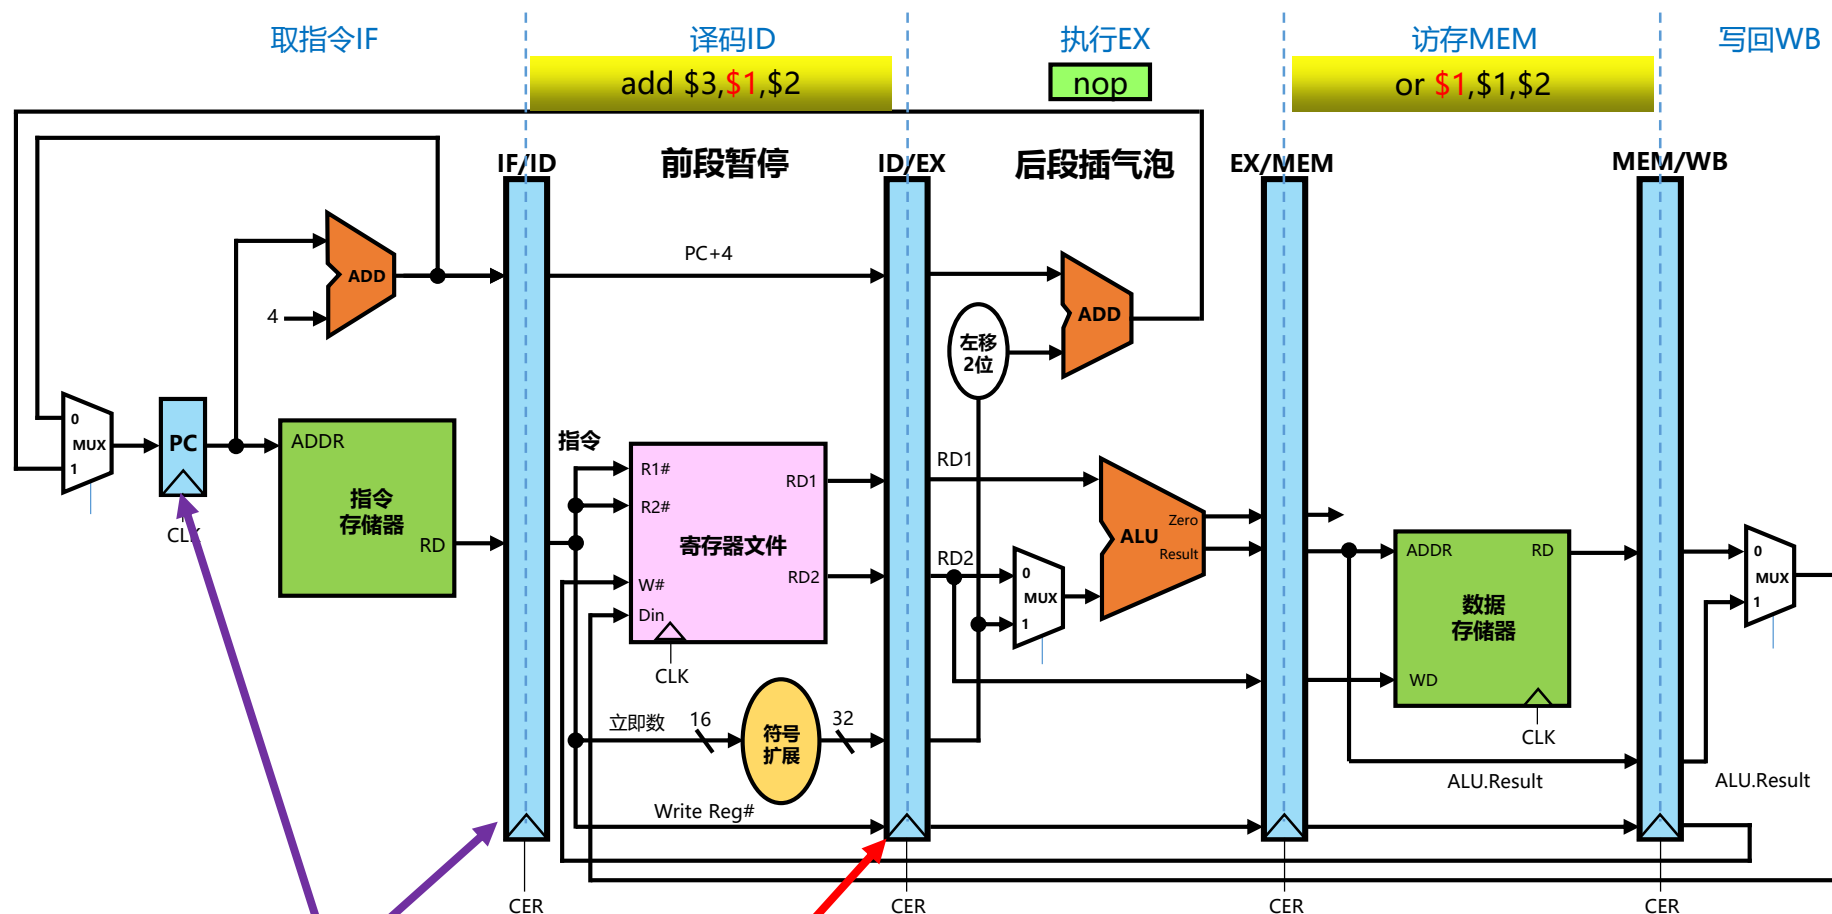 取指令IF
译码ID
执行EX
访存MEM
写回WB
add $3,$1,$2
nop
or $1,$1,$2
IF/ID
前段暂停
ID/EX
后段插气泡
EX/MEM
MEM/WB
ADD
4
PC+4
ADD
左移
2位
0
MUX
1
PC
CLK
ADDR
指令
存储器
RD
指令
R1#
R2#
W#
Din
RD1
RD2
寄存器文件
CLK
RD1
RD2
0
MUX
1
ALU
Zero
Result
ADDR
RD
数据
存储器
WD
CLK
0
MUX
1
立即数
16
符号
扩展
32
ALU.Result
ALU.Result
Write Reg#
CER
CER
CER
CER